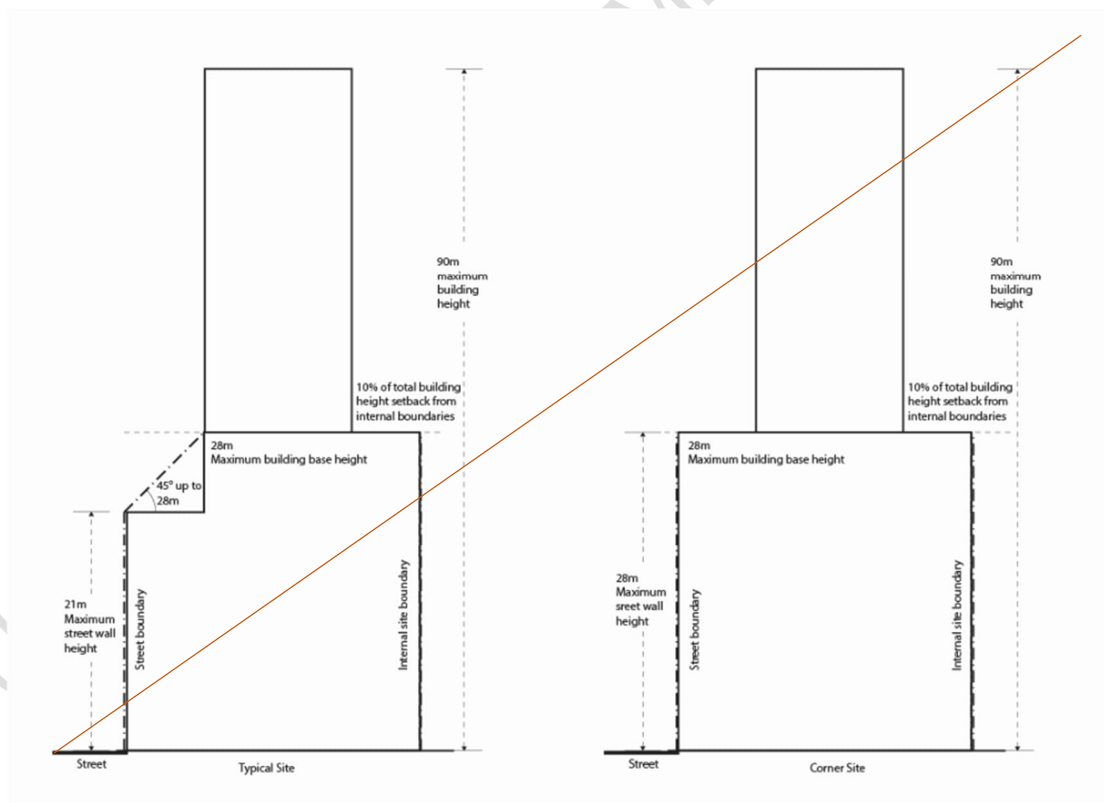 90m
maximum
building
height
10% of total building
height setback from
internal boundaries
28m
Maximum building base height
45° up to
28m
21m
Maximum
street wall
height
Street boundary
Internal site boundary
Street
Typical Site
90m
maximum
building
height
10% of total building
height setback from
internal boundaries
28m
Maximum building base height
28m
Maximum
sreet wall
height
Street boundary
Internal site boundary
Street
Corner Site